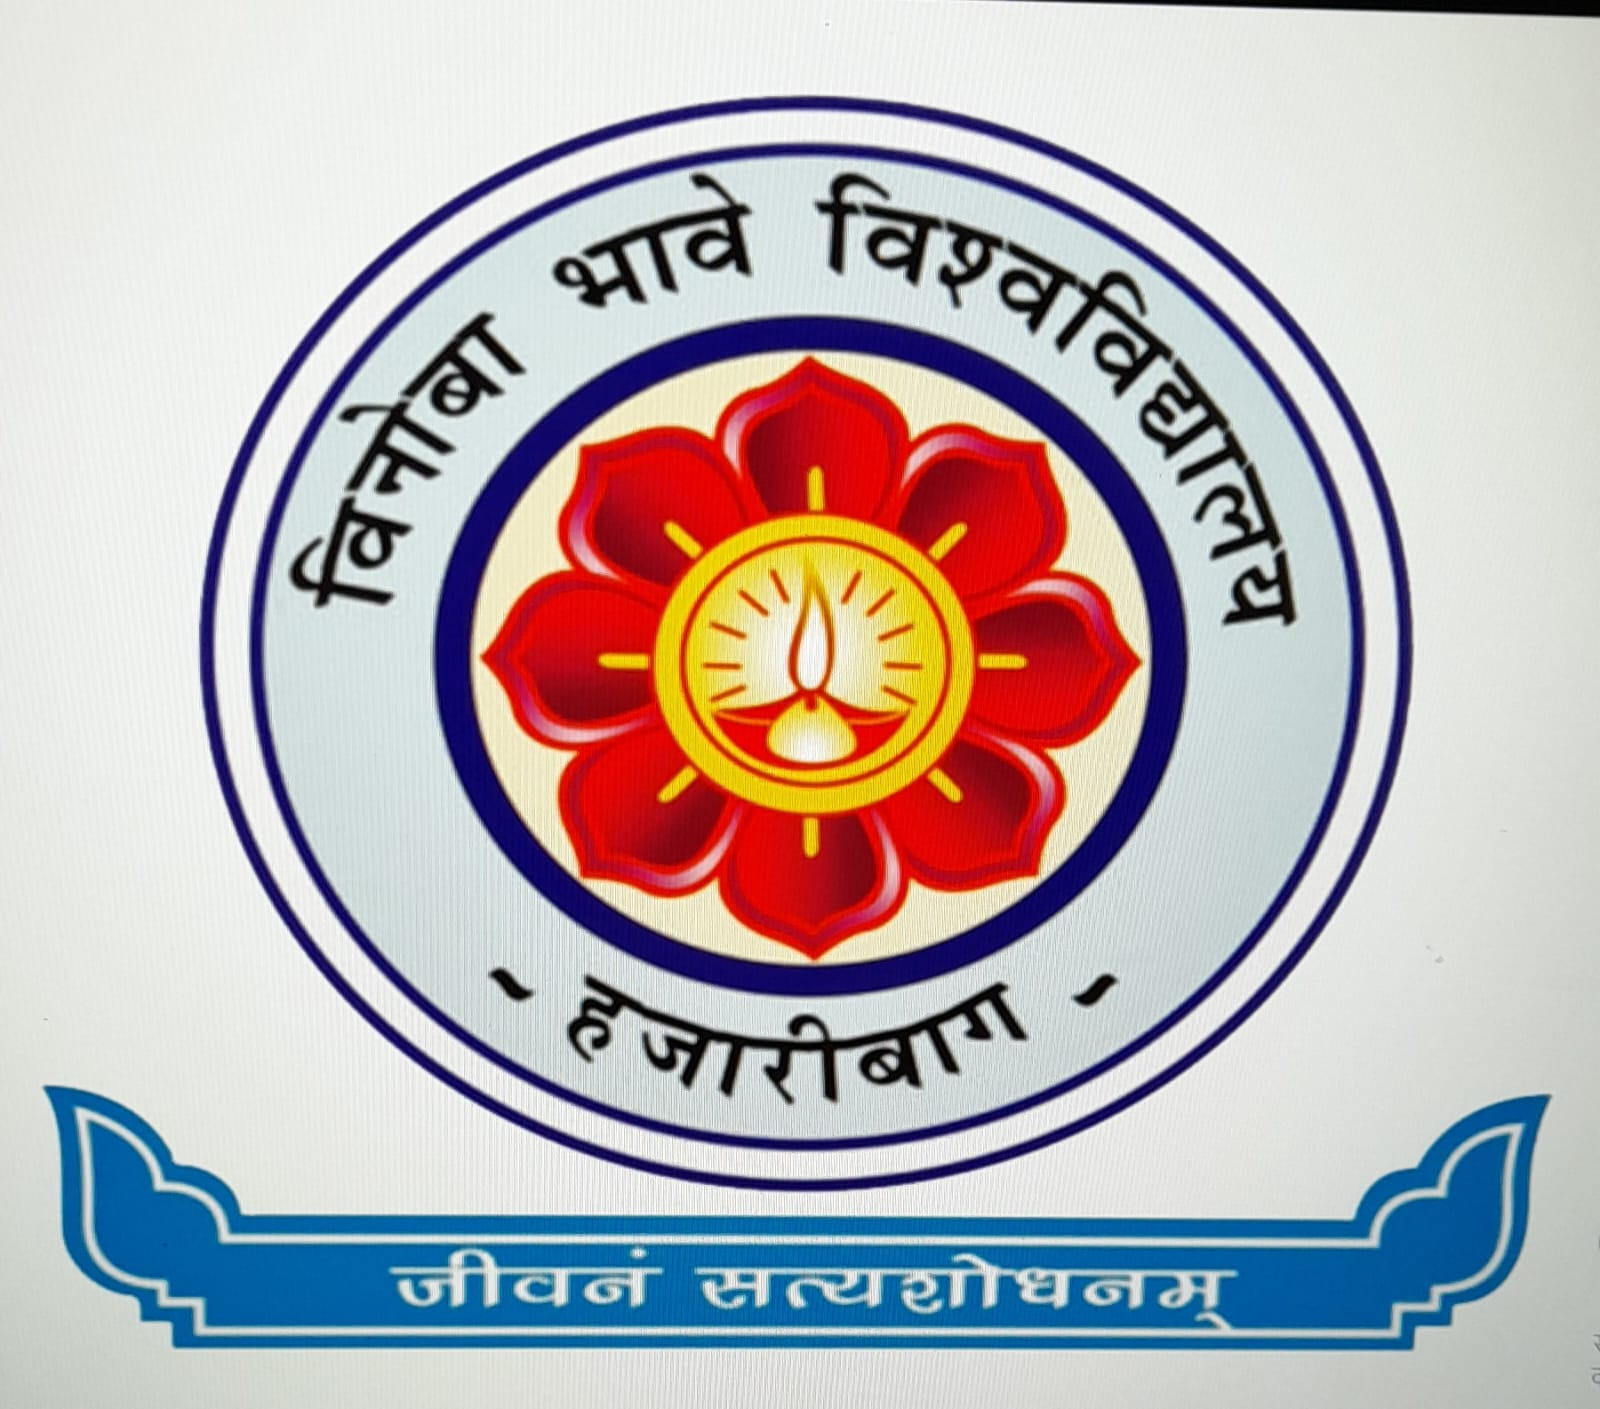 विनोबा भावे विश्वविद्यालय
- हजारीबाग -
जीवनं सत्यशोधनम्